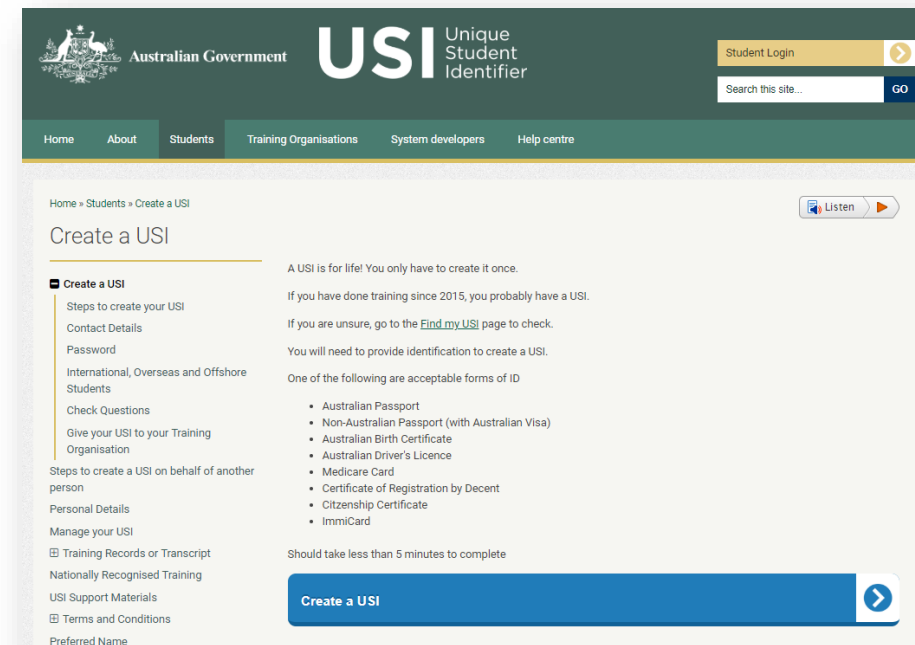 Australian Government
USI Unique
Student
Identifier
Student Login
Search this site...
GO
Home
About
Students
Training Organisations
System developers
Help centre
Home » Students » Create a USI
Listen
Create a USI
Create a USI
Steps to create your USI
Contact Details
Password
International, Overseas and Offshore
Students
Check Questions
Give your USI to your Training
Organisation
Steps to create a USI on behalf of another
person
Personal Details
Manage your USI
Training Records or Transcript
Nationally Recognised Training
USI Support Materials
Terms and Conditions
Preferred Name
A USI is for life! You only have to create it once.
If you have done training since 2015, you probably have a USI.
If you are unsure, go to the Find my USI page to check.
You will need to provide identification to create a USI.
One of the following are acceptable forms of ID
• Australian Passport
• Non-Australian Passport (with Australian Visa)
• Australian Birth Certificate
• Australian Driver's Licence
• Medicare Card
• Certificate of Registration by Decent
• Citzenship Certificate
• ImmiCard
Should take less than 5 minutes to complete
Create a USI